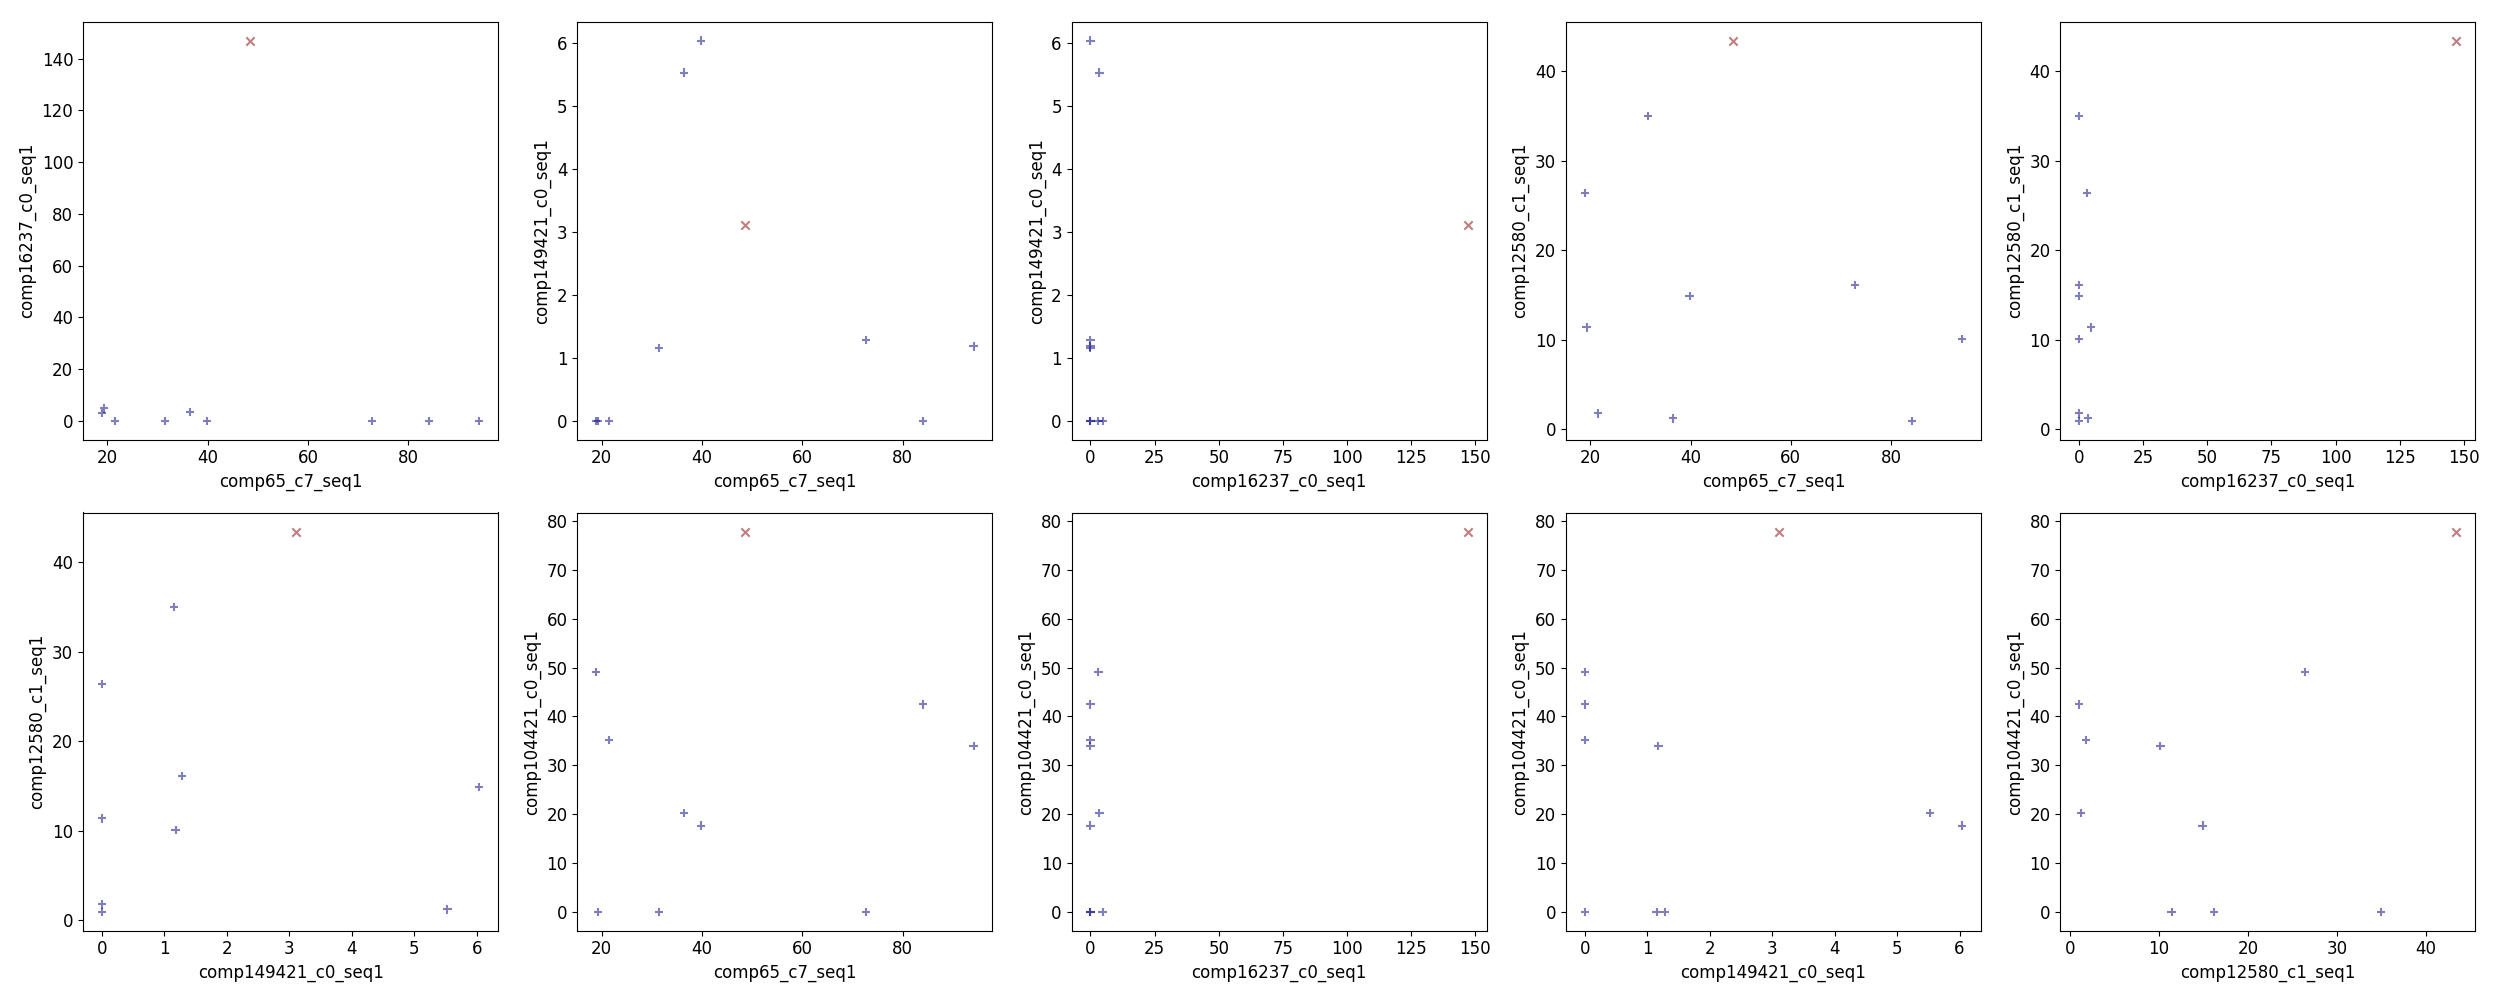 140
120
100
80
60
40
20
0
comp16237_c0_seq1
20 40 60 80
comp65_c7_seq1
6
5
4
3
2
1
0
comp149421_c0_seq1
20 40 60 80
comp65_c7_seq1
6
5
4
3
2
1
0
comp149421_c0_seq1
0 25 50 75 100 125 150
comp16237_c0_seq1
40
30
20
10
0
comp12580_c1_seq1
20 40 60 80
comp65_c7_seq1
40
30
20
10
0
comp12580_c1_seq1
0 25 50 75 100 125 150
comp16237_c0_seq1
40
30
20
10
0
comp12580_c1_seq1
0 1 2 3 4 5 6
comp149421_c0_seq1
80
70
60
50
40
30
20
10
0
comp104421_c0_seq1
20 40 60 80
comp65_c7_seq1
80
70
60
50
40
30
20
10
0
comp104421_c0_seq1
0 25 50 75 100 125 150
comp16237_c0_seq1
80
70
60
50
40
30
20
10
0
comp104421_c0_seq1
0 1 2 3 4 5 6
comp149421_c0_seq1
80
70
60
50
40
30
20
10
0
comp104421_c0_seq1
0 10 20 30 40
comp12580_c1_seq1